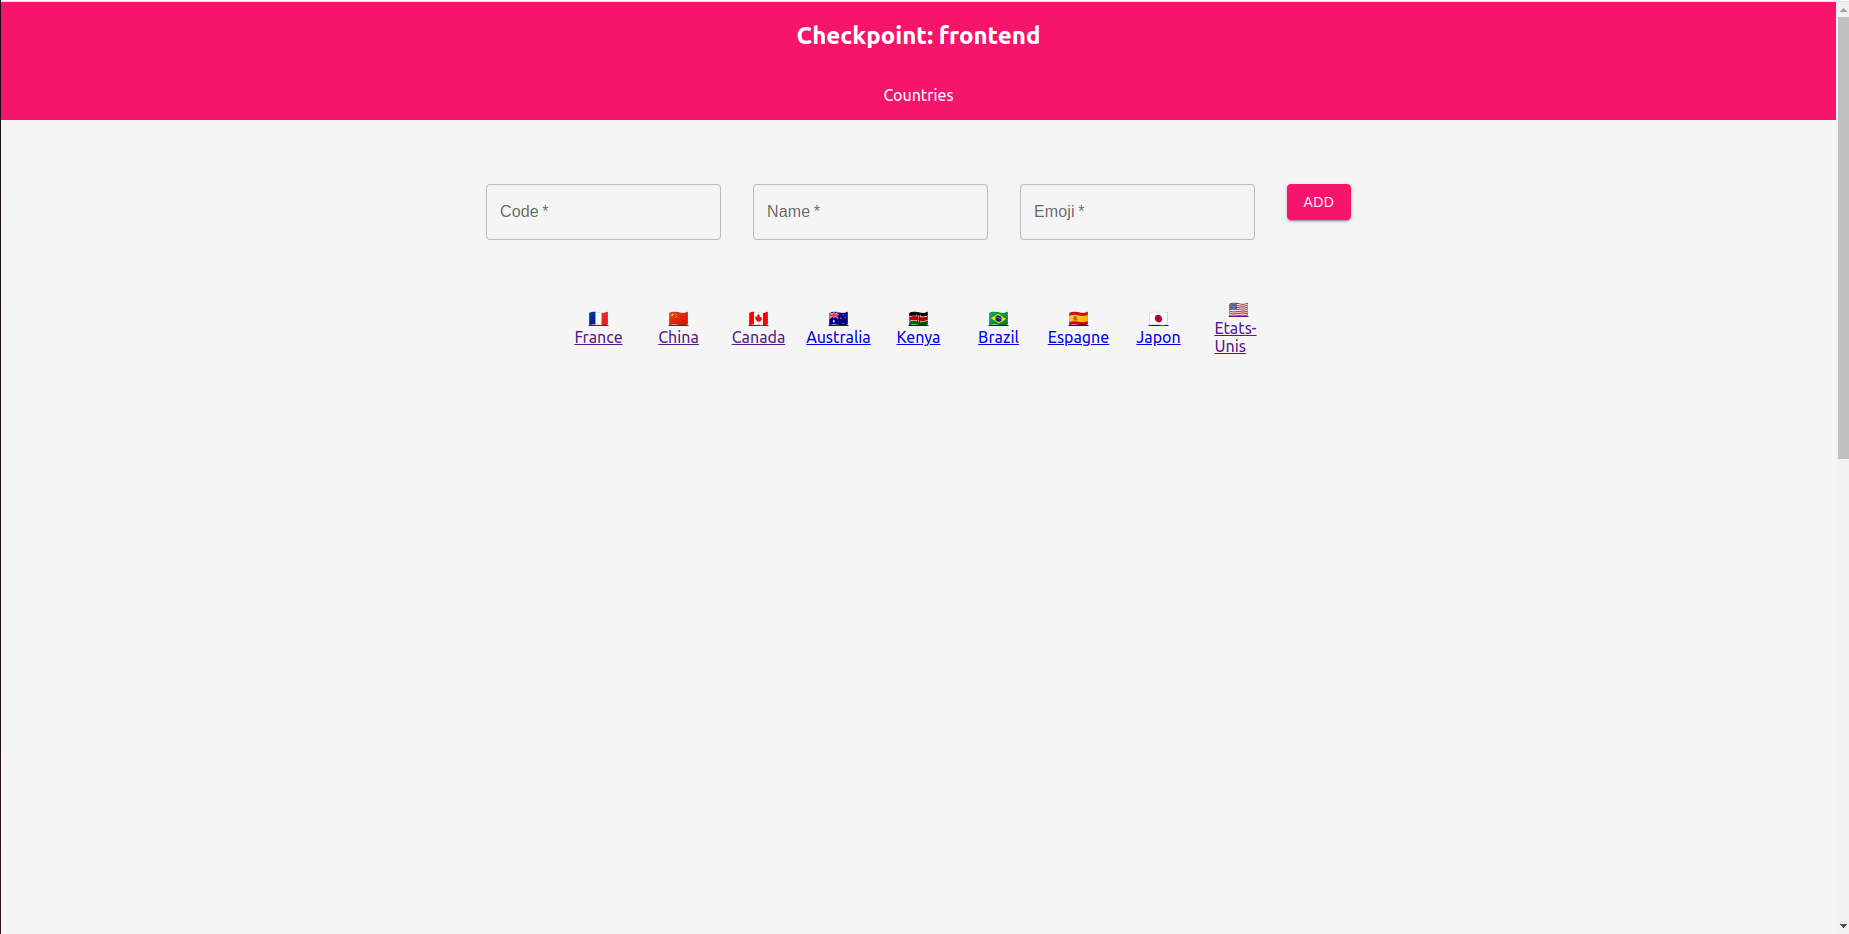 Checkpoint: frontend
Countries
Code *
Name *
Emoji *
ADD
France
China
Canada
Australia
Kenya
Brazil
Espagne
Japon
Etats-
Unis